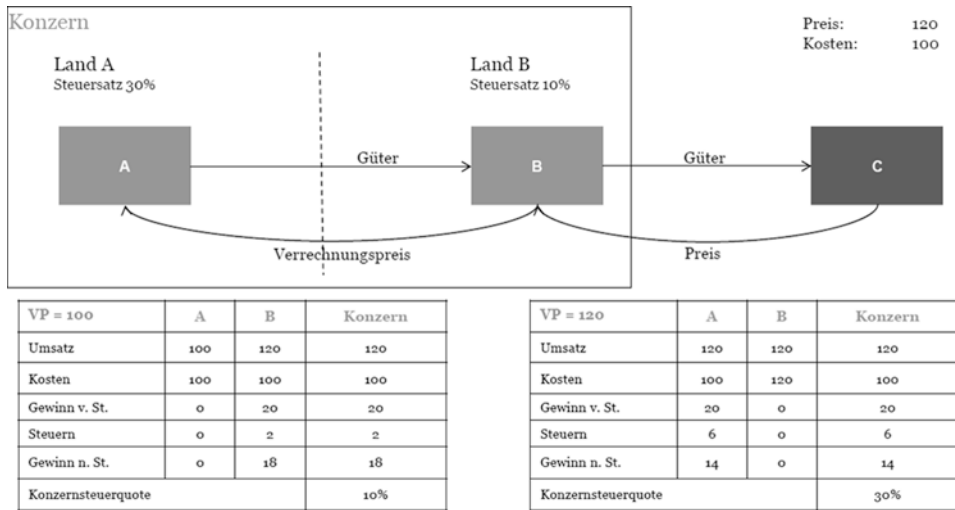 Konzern
Preis: 120
Kosten: 100
Land A
Steuersatz 30%
Land B
Steuersatz 10%
A
Güter
B
Güter
C
Verrechnungspreis
Preis
VP = 100 A B Konzern
Umsatz 100 120 120
Kosten 100 100 100
Gewinn v. St. 0 20 20
Steuern 0 2 2
Gewinn n. St. 0 18 18
Konzernsteuerquote 10%
VP = 120 A B Konzern
Umsatz 120 120 120
Kosten 100 120 100
Gewinn v. St. 20 0 20
Steuern 6 0 6
Gewinn n. St. 14 0 14
Konzernsteuerquote 30%